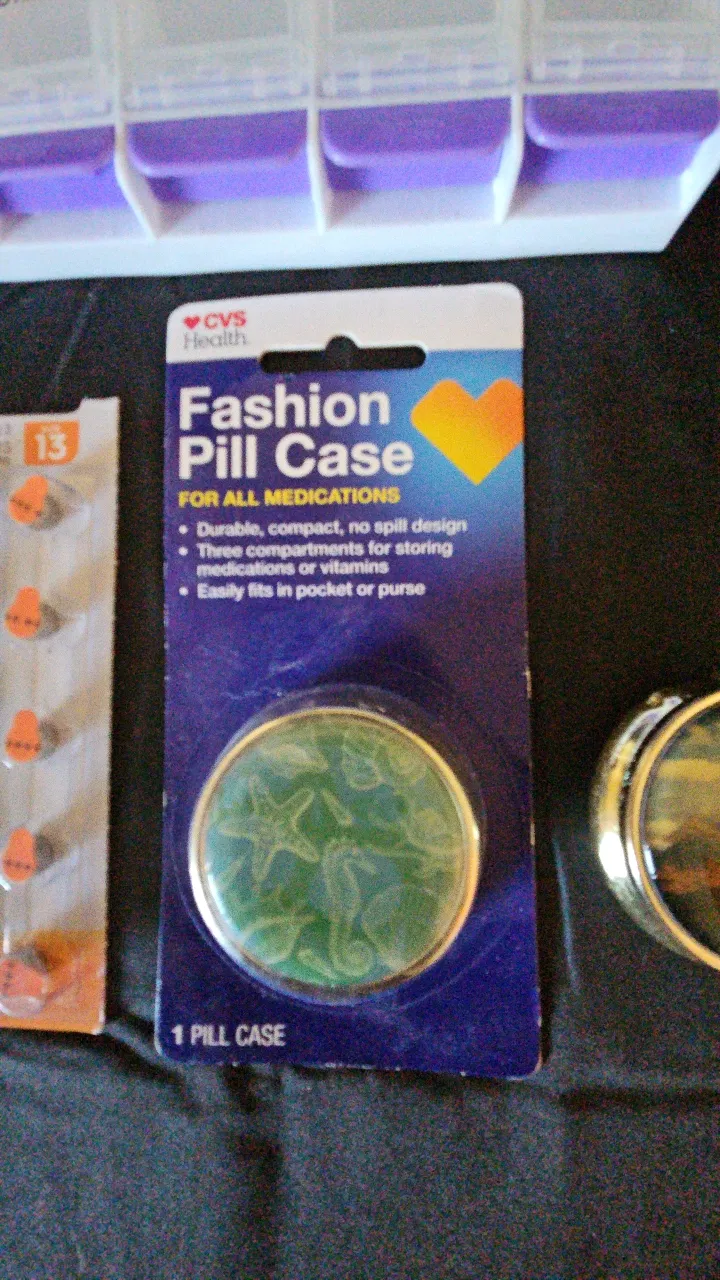 CVS
Health.
Fashion
Pill Case
FOR ALL MEDICATIONS
• Durable, compact, no spill design
• Three compartments for storing
medications or vitamins
• Easily fits in pocket or purse
1 PILL CASE
13